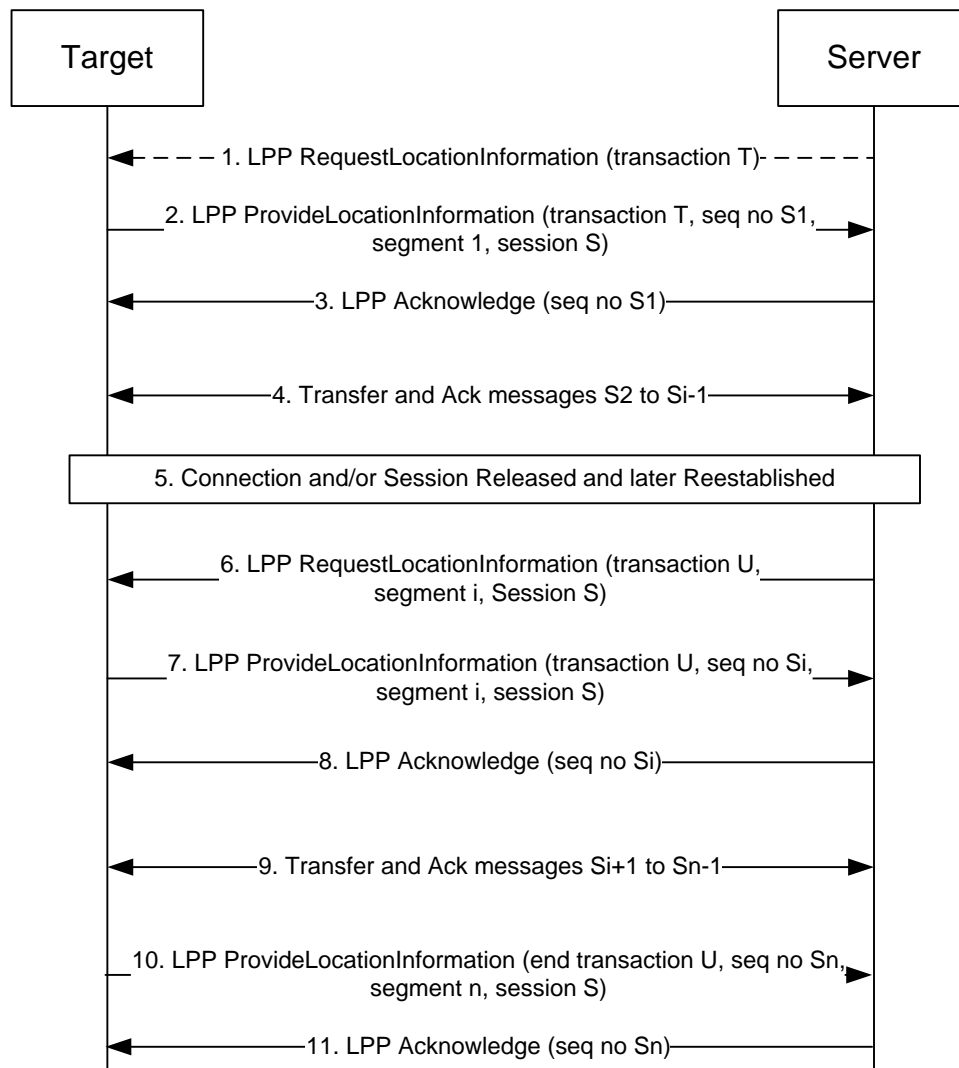 Target
Server
1. LPP RequestLocationInformation (transaction T)
2. LPP ProvideLocationInformation (transaction T, seq no S1,
segment 1, session S)
3. LPP Acknowledge (seq no S1)
4. Transfer and Ack messages S2 to Si-1
5. Connection and/or Session Released and later Reestablished
6. LPP RequestLocationInformation (transaction U,
segment i, Session S)
7. LPP ProvideLocationInformation (transaction U, seq no Si,
segment i, session S)
8. LPP Acknowledge (seq no Si)
9. Transfer and Ack messages Si+1 to Sn-1
10. LPP ProvideLocationInformation (end transaction U, seq no Sn,
segment n, session S)
11. LPP Acknowledge (seq no Sn)